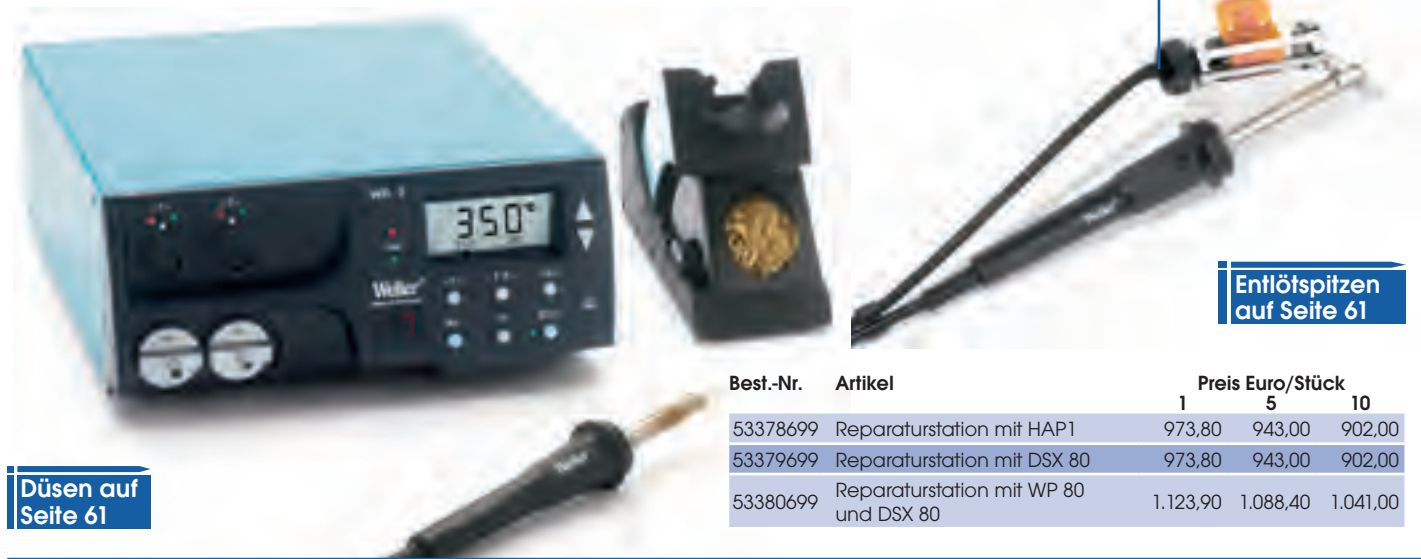 350°
Weller
Entlötspitzen
auf Seite 61
Best.-Nr. Artikel Preis Euro/Stück
1 5 10
53378699 Reparaturstation mit HAP1 973,80 943,00 902,00
53379699 Reparaturstation mit DSX 80 973,80 943,00 902,00
53380699 Reparaturstation mit WP 80
und DSX 80 1.123,90 1.088,40 1.041,00
Düsen auf
Seite 61